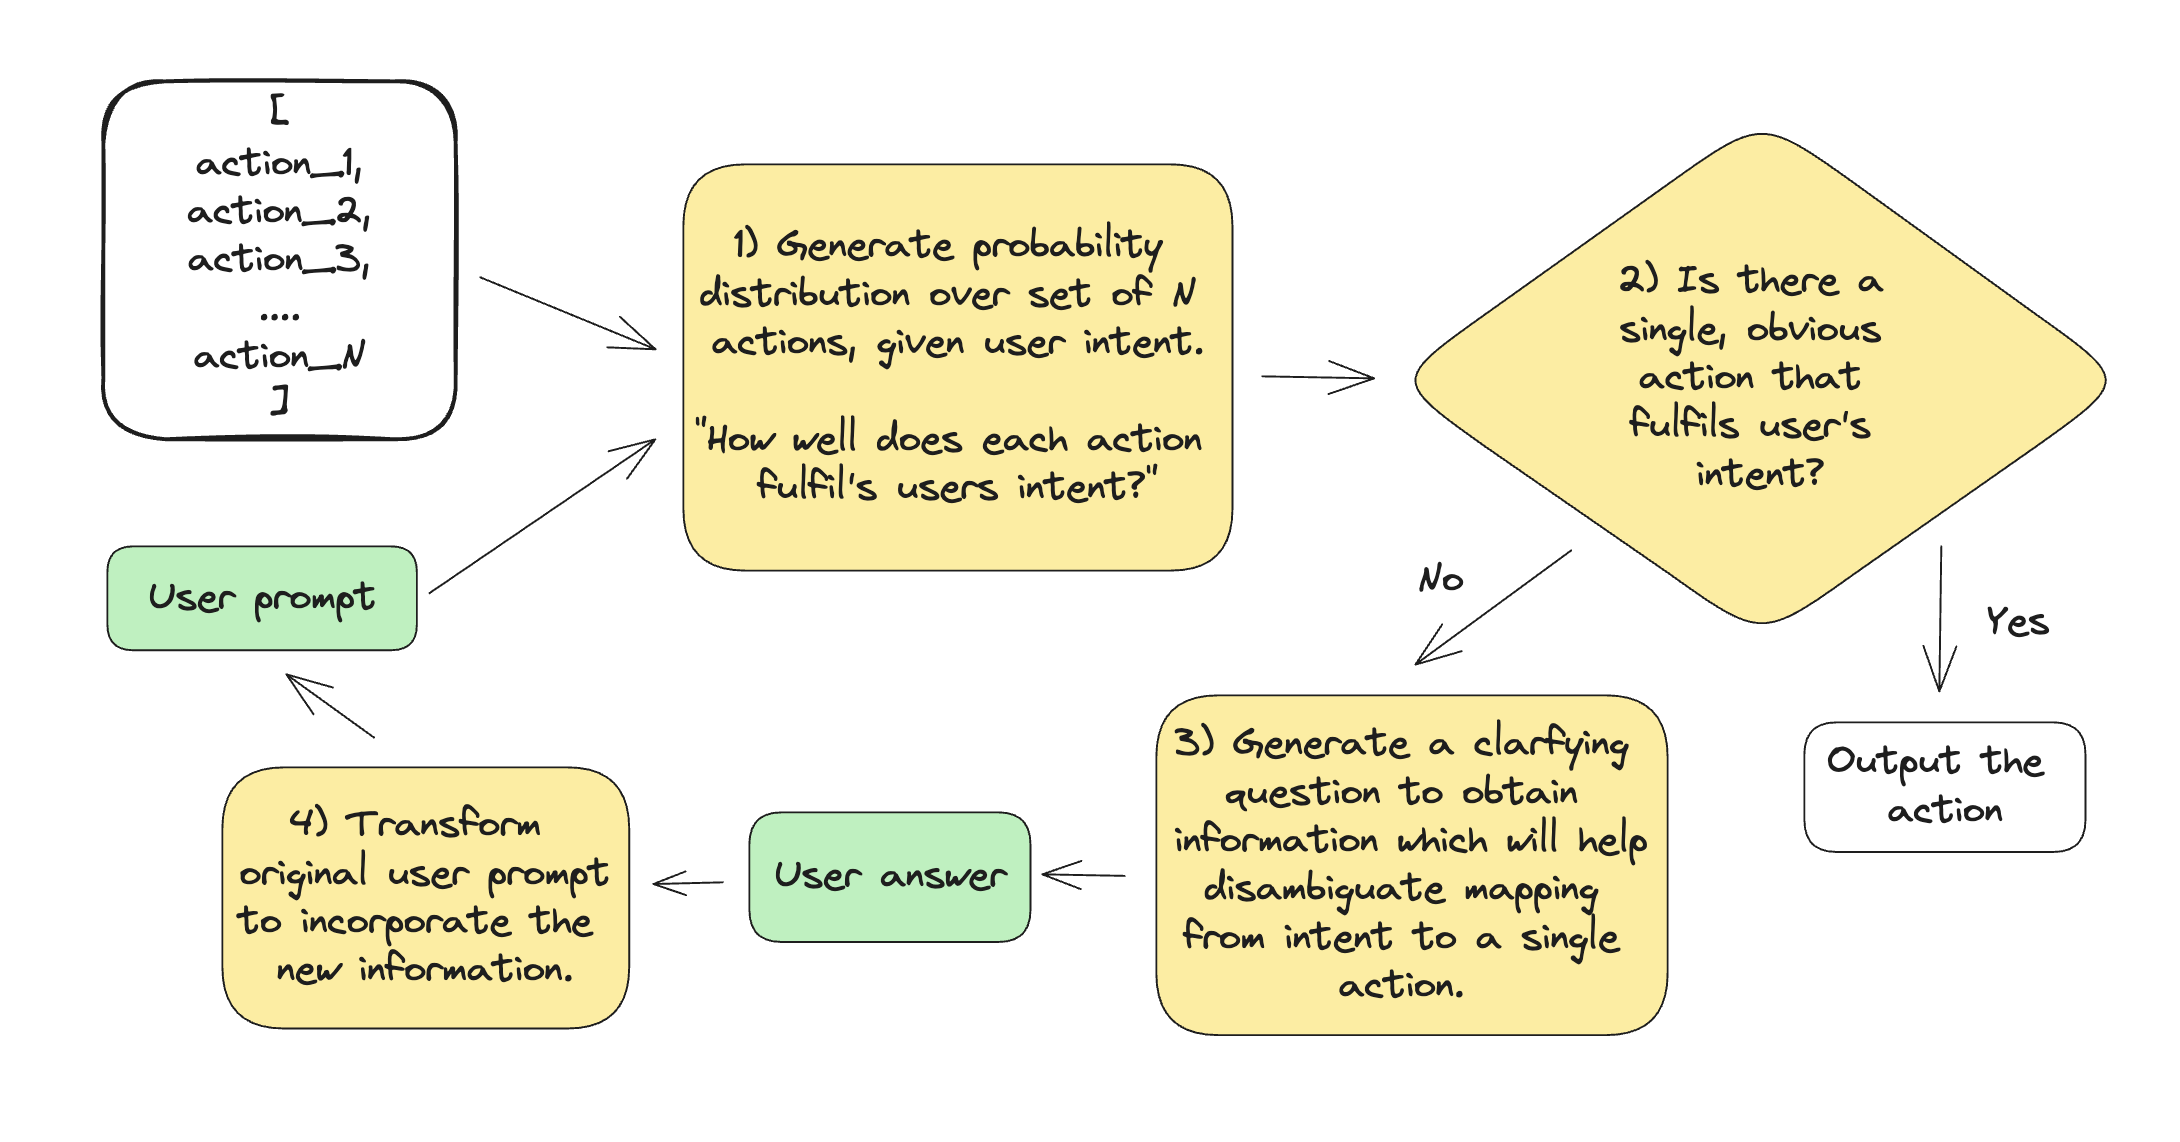 [
action_1,
action_2,
action_3,
....
action_N
]
1) Generate probability
distribution over set of N
actions, given user intent.
"How well does each action
fulfil's users intent?"
2) Is there a
single, obvious
action that
fulfils user's
intent?
No
Yes
User prompt
Output the
action
3) Generate a clarfying
question to obtain
information which will help
disambiguate mapping
from intent to a single
action.
User answer
4) Transform
original user prompt
to incorporate the
new information.